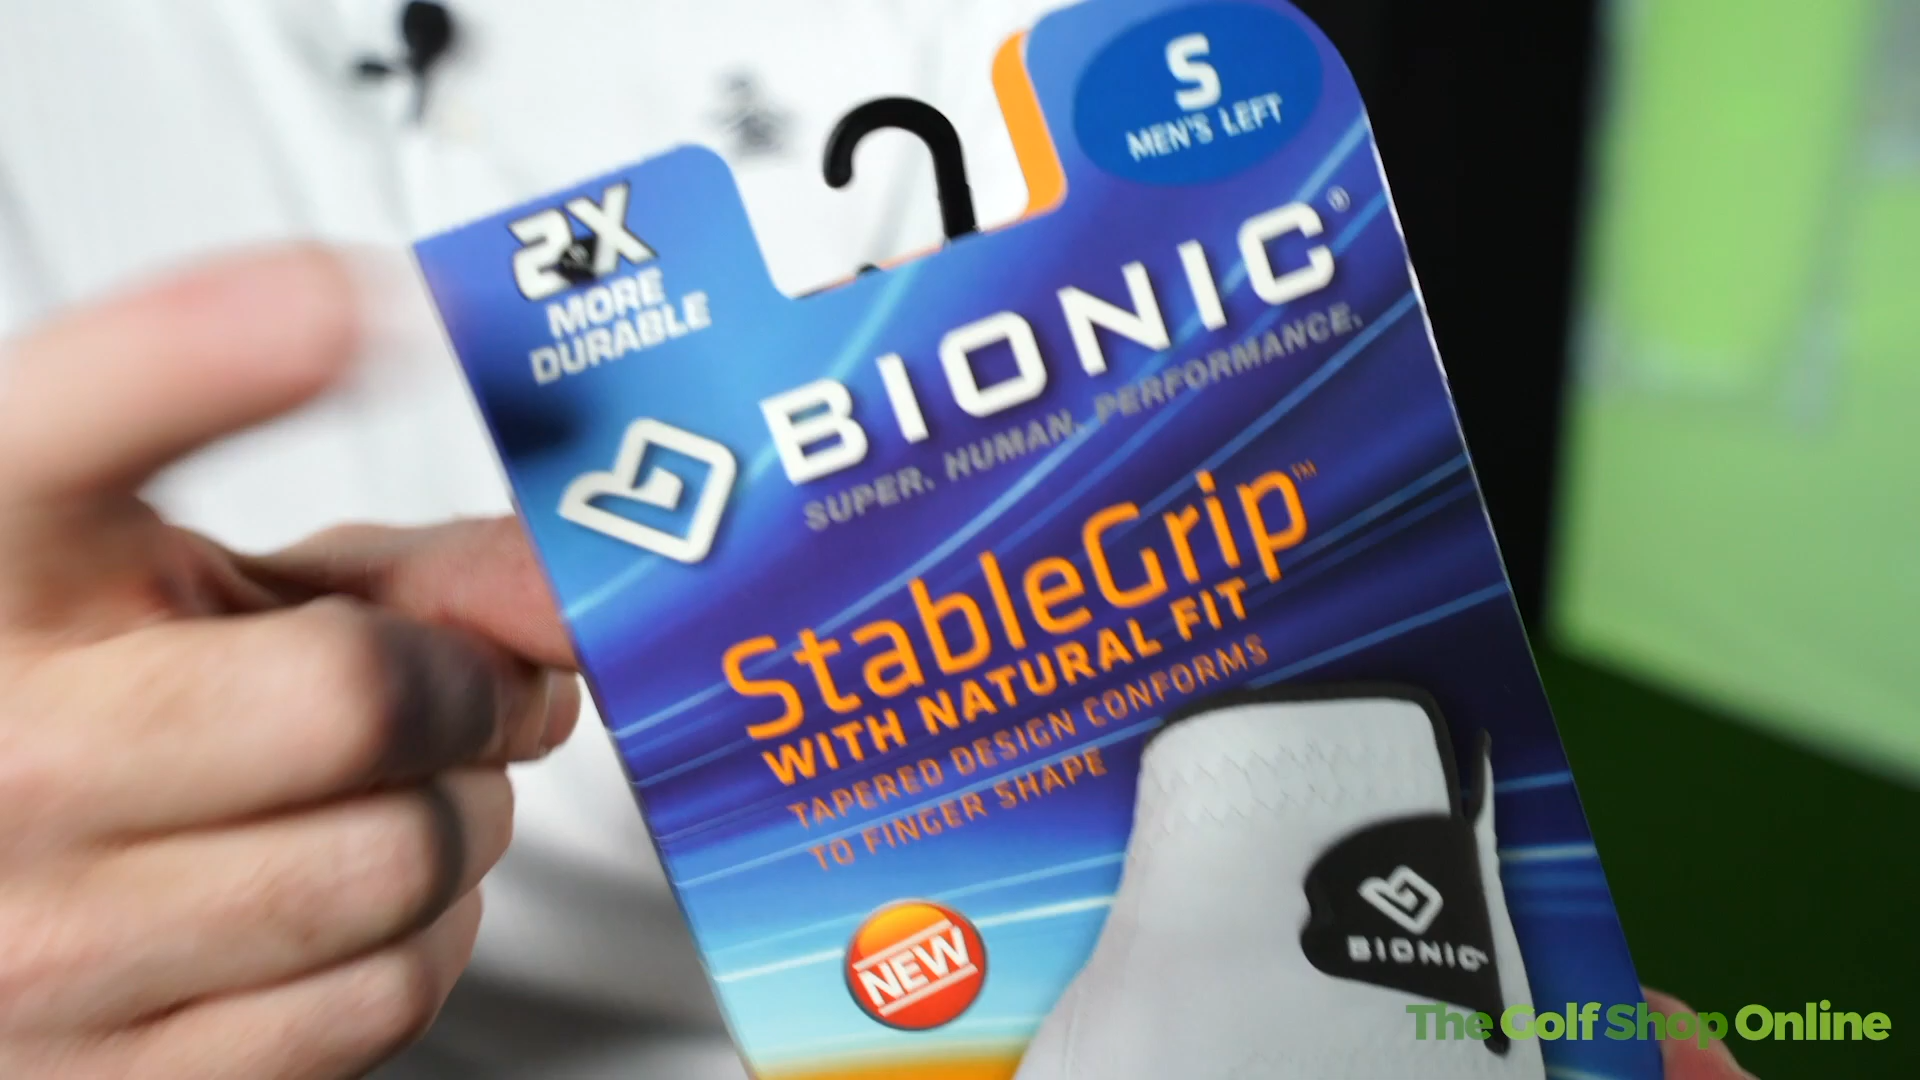 S
MEN'S LEFT
2X
MORE
DURABLE
BIONIC®
SUPER. HUMAN. PERFORMANCE.
StableGrip™
WITH NATURAL FIT
TAPERED DESIGN CONFORMS
TO FINGER SHAPE
NEW
BIONIC
The Golf Shop Online